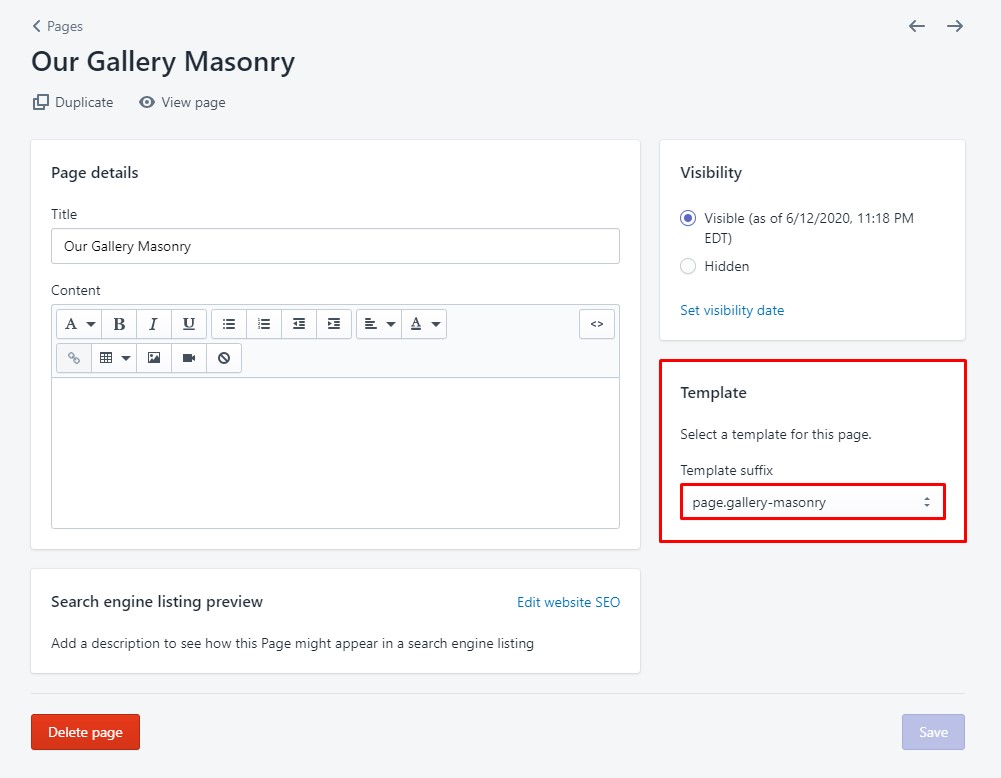 Pages
Our Gallery Masonry
Duplicate
View page
Page details
Title
Our Gallery Masonry
Content
A
B
I
U
A
<>
Search engine listing preview
Edit website SEO
Add a description to see how this Page might appear in a search engine listing
Visibility
Visible (as of 6/12/2020, 11:18 PM
EDT)
Hidden
Set visibility date
Template
Select a template for this page.
Template suffix
page.gallery-masonry
Delete page
Save